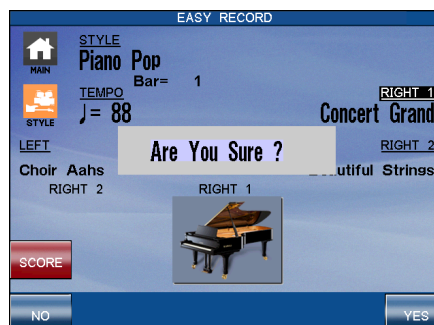 EASY RECORD
STYLE
Piano Pop
MAIN
Bar= 1
TEMPO
RIGHT 1
♩= 88
Concert Grand
STYLE
LEFT
Are You Sure ?
RIGHT 2
Choir Aahs
Strings
RIGHT 2
RIGHT 1
SCORE
NO
YES